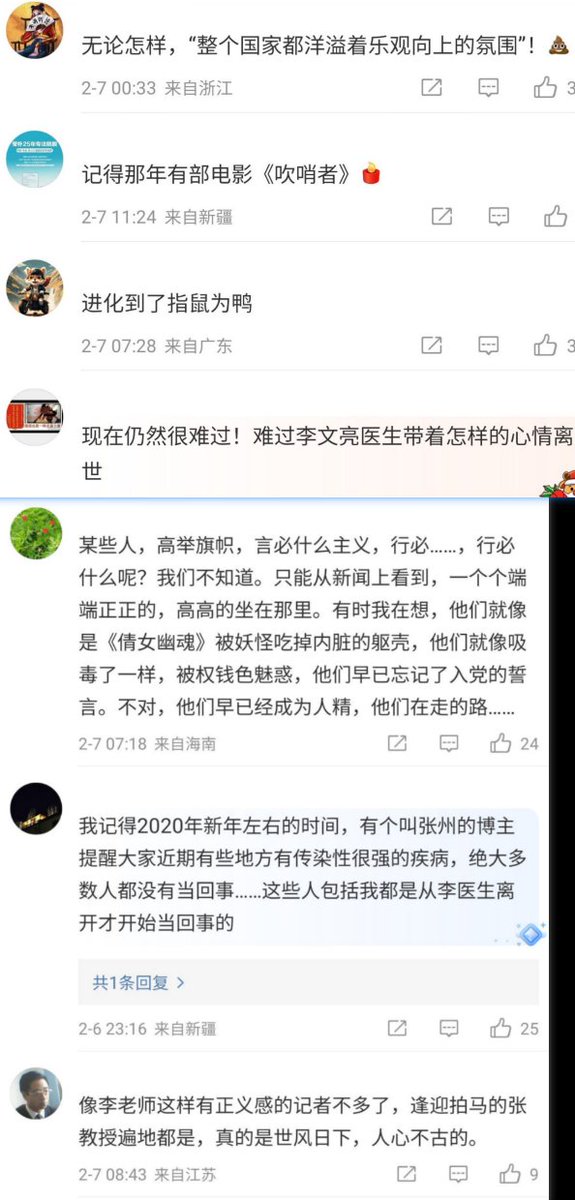 无论怎样，“整个国家都洋溢着乐观向上的氛围”！💩
2-7 00:33 来自浙江
3
记得那年有部电影《吹哨者》
2-7 11:24 来自新疆
进化到了指鼠为鸭
2-7 07:28 来自广东
3
现在仍然很难过！难过李文亮医生带着怎样的心情离
世
某些人，高举旗帜，言必什么主义，行必……，行必
什么呢？我们不知道。只能从新闻上看到，一个个端
端正正的，高高的坐在那里。有时我在想，他们就像
是《倩女幽魂》被妖怪吃掉内脏的躯壳，他们就像吸
毒了一样，被权钱色魅惑，他们早已忘记了入党的誓
言。不对，他们早已经成为人精，他们在走的路……
2-7 07:18 来自海南
24
我记得2020年新年左右的时间，有个叫张州的博主
提醒大家近期有些地方有传染性很强的疾病，绝大多
数人都没有当回事……这些人包括我都是从李医生离
开才开始当回事的
共1条回复 >
2-6 23:16 来自新疆
25
像李老师这样有正义感的记者不多了，逢迎拍马的张
教授遍地都是，真的是世风日下，人心不古的。
2-7 08:43 来自江苏
9